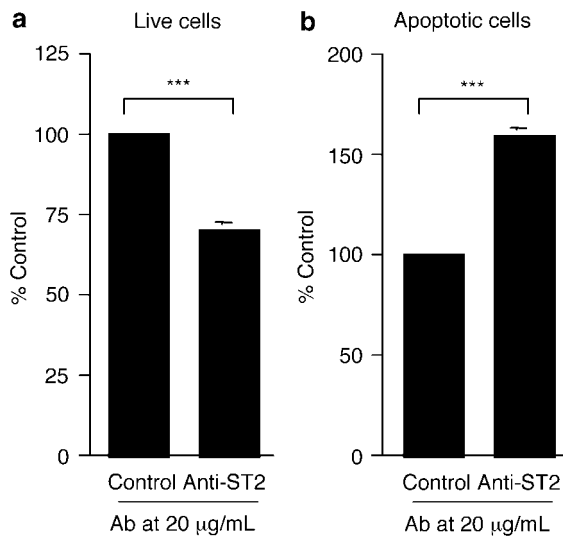 a
Live cells
125
100
75
50
25
0
% Control
***
Control Anti-ST2
Ab at 20 μg/mL
b
Apoptotic cells
200
150
100
50
0
% Control
***
Control Anti-ST2
Ab at 20 μg/mL